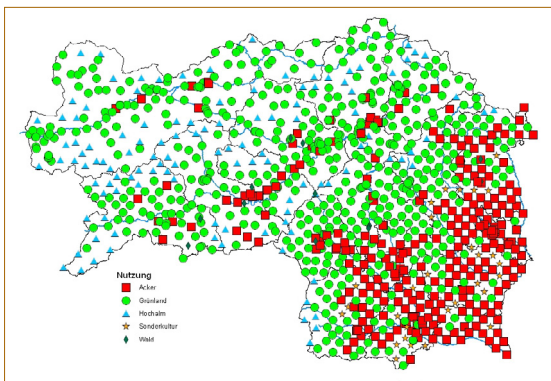 Nutzung
Acker
Grünland
Hochalm
Sonderkultur
Wald